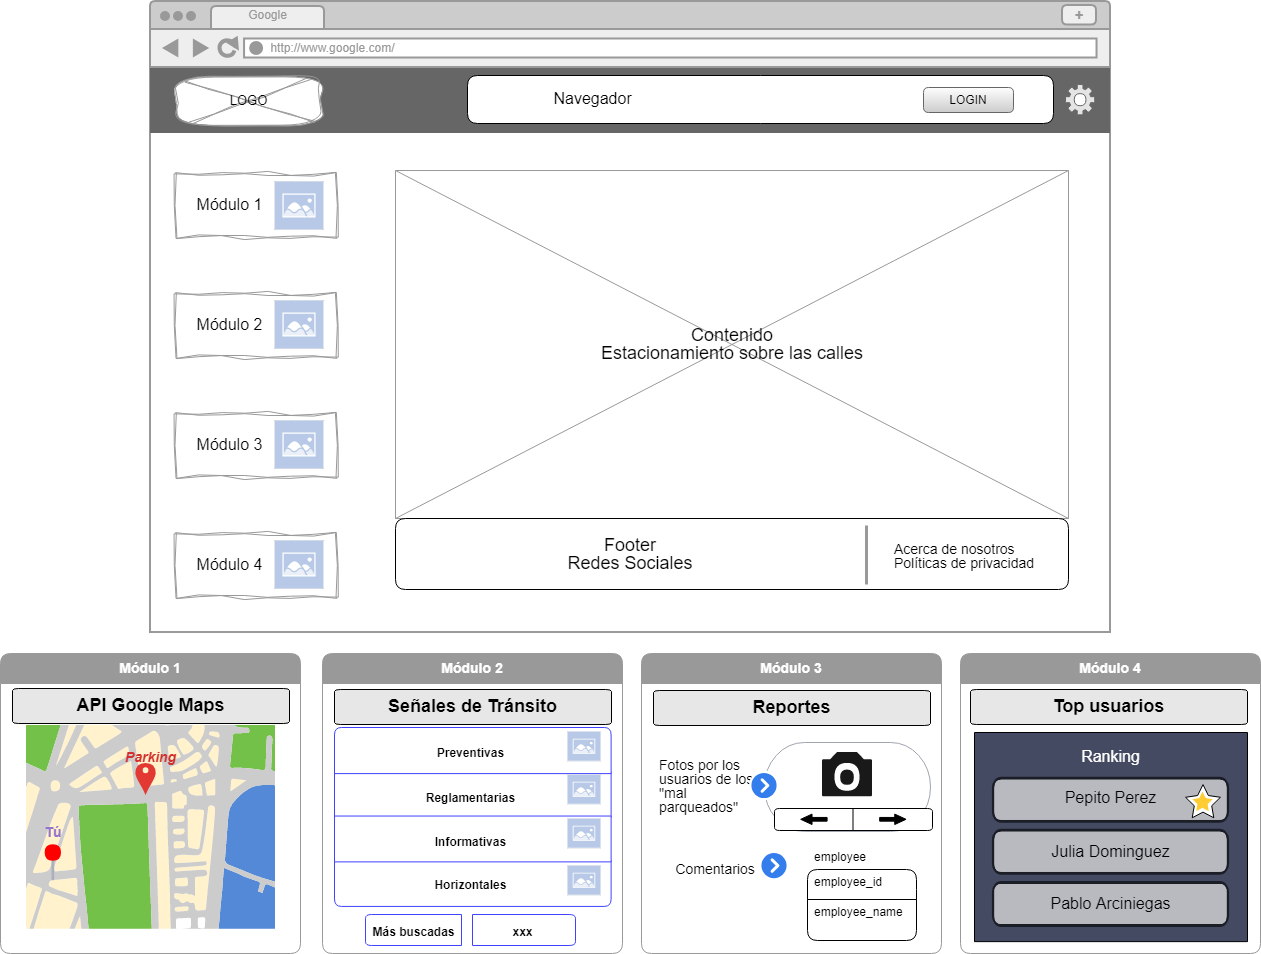 Google
+
http://www.google.com/
LOGO
Navegador
LOGIN
Módulo 1
Módulo 2
Módulo 3
Módulo 4
Contenido
Estacionamiento sobre las calles
Footer
Redes Sociales
Acerca de nosotros
Políticas de privacidad
Módulo 1
API Google Maps
Parking
Tú
Módulo 2
Señales de Tránsito
Preventivas
Reglamentarias
Informativas
Horizontales
Más buscadas
xxx
Módulo 3
Reportes
Fotos por los
usuarios de los
"mal
parqueados"
Comentarios
employee
employee_id
employee_name
Módulo 4
Top usuarios
Ranking
Pepito Perez
Julia Dominguez
Pablo Arciniegas